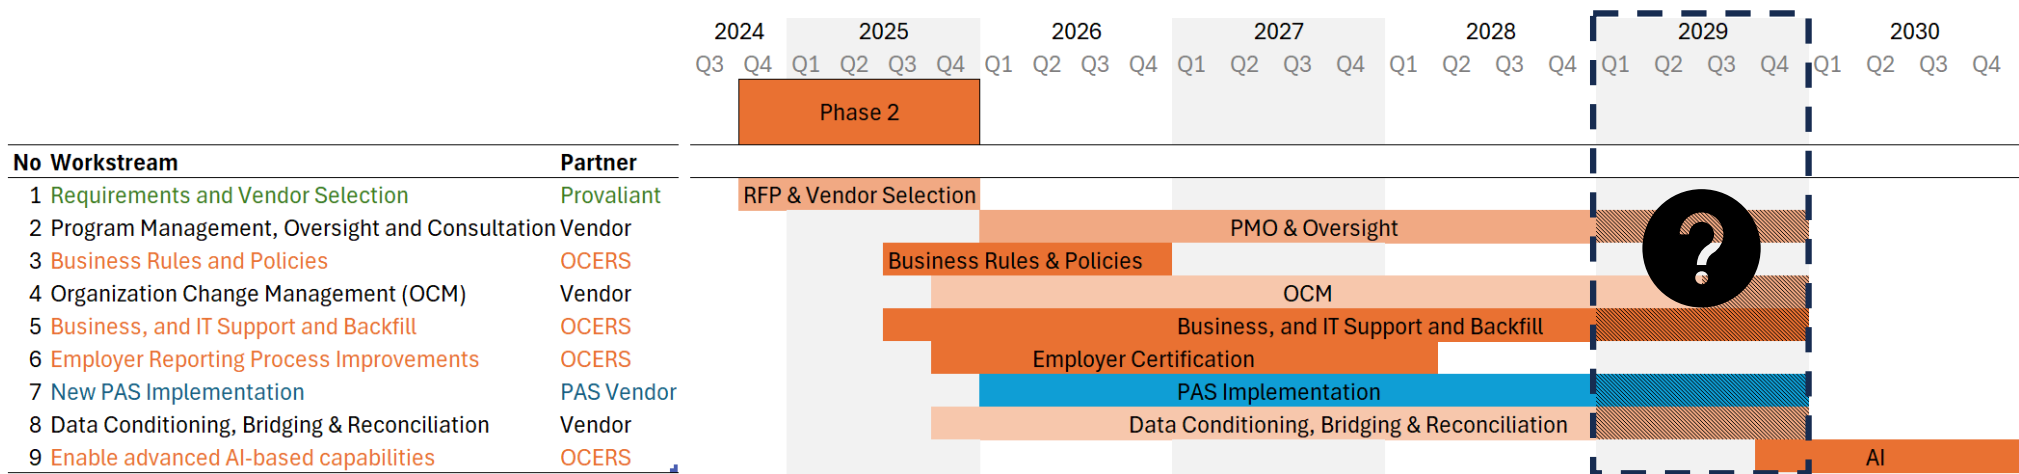 2024 2025 2026 2027 2028 2029 2030
Q3 Q4 Q1 Q2 Q3 Q4 Q1 Q2 Q3 Q4 Q1 Q2 Q3 Q4 Q1 Q2 Q3 Q4 Q1 Q2 Q3 Q4 Q1 Q2 Q3 Q4
Phase 2
No Workstream Partner
1 Requirements and Vendor Selection Provaliant RFP & Vendor Selection
2 Program Management, Oversight and Consultation Vendor PMO & Oversight
3 Business Rules and Policies OCERS Business Rules & Policies
4 Organization Change Management (OCM) Vendor OCM
5 Business, and IT Support and Backfill OCERS Business, and IT Support and Backfill
6 Employer Reporting Process Improvements OCERS Employer Certification
7 New PAS Implementation PAS Vendor PAS Implementation
8 Data Conditioning, Bridging & Reconciliation Vendor Data Conditioning, Bridging & Reconciliation
9 Enable advanced AI-based capabilities OCERS AI
?